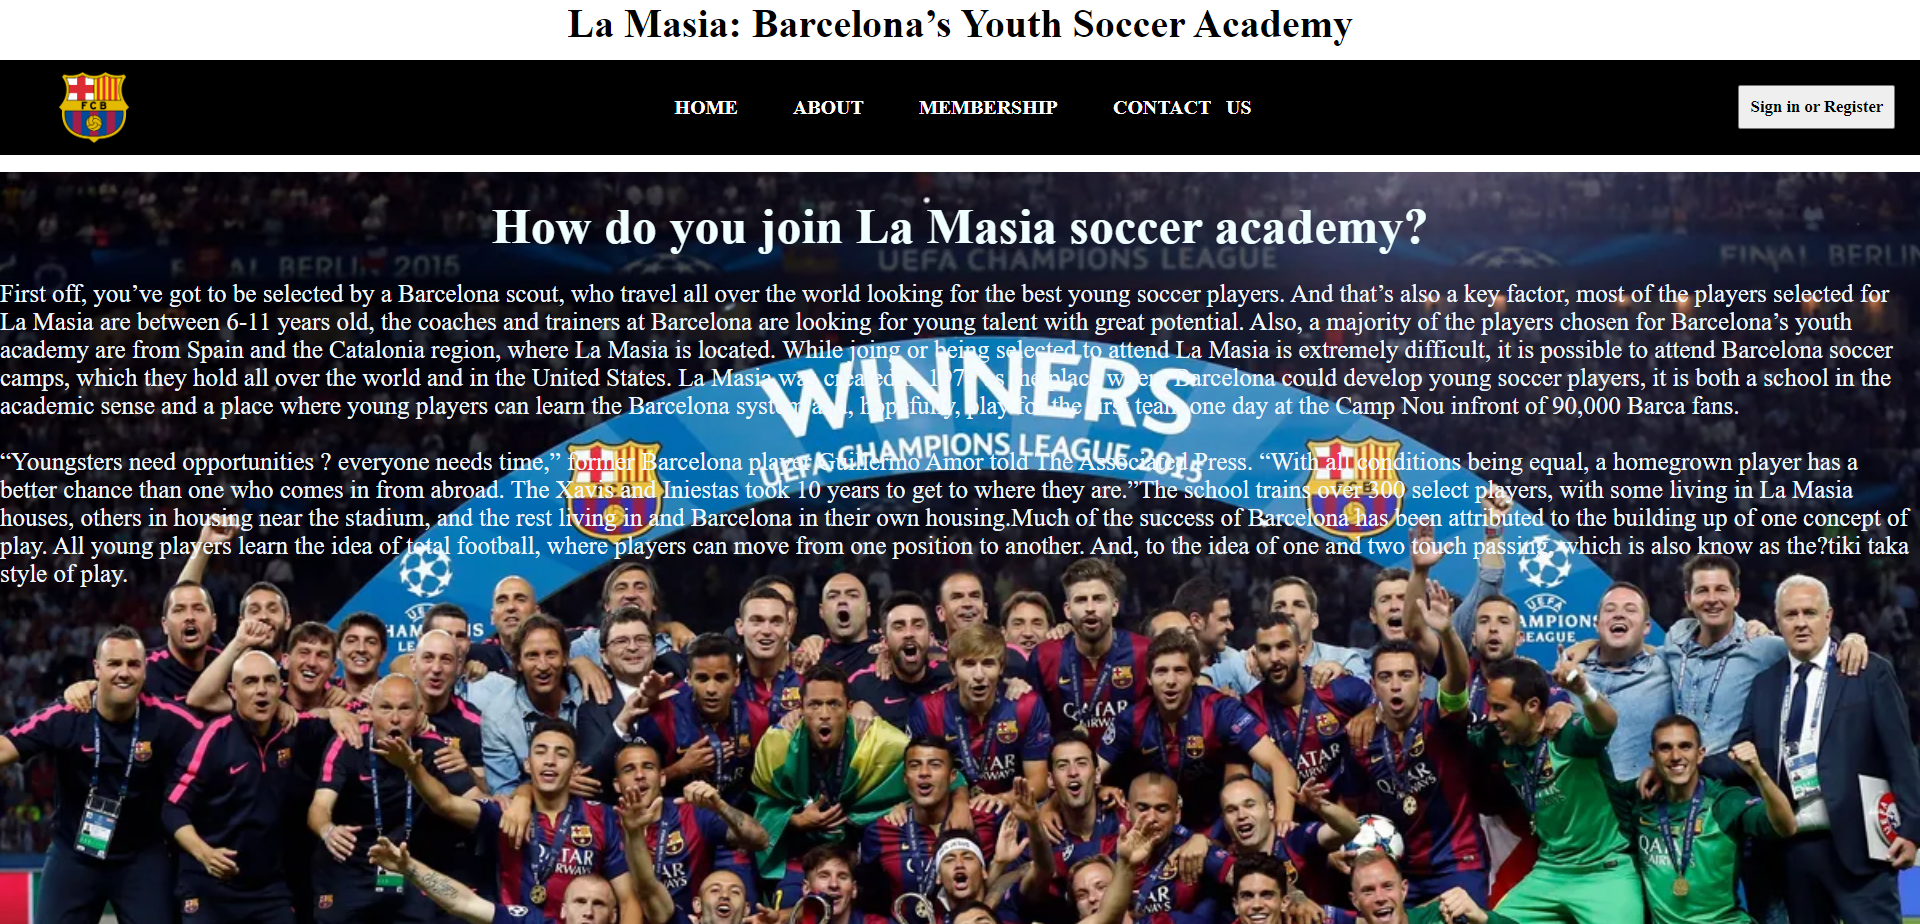 La Masia: Barcelona’s Youth Soccer Academy
FCB
HOME ABOUT MEMBERSHIP CONTACT US
Sign in or Register
How do you join La Masia soccer academy?
BERLIN 2015 UEFA CHAMPIONS LEAGUE FINAL BERLIN
First off, you’ve got to be selected by a Barcelona scout, who travel all over the world looking for the best young soccer players. And that’s also a key factor, most of the players selected for
La Masia are between 6-11 years old, the coaches and trainers at Barcelona are looking for young talent with great potential. Also, a majority of the players chosen for Barcelona’s youth
academy are from Spain and the Catalonia region, where La Masia is located. While joing or being selected to attend La Masia is extremely difficult, it is possible to attend Barcelona soccer
camps, which they hold all over the world and in the United States. La Masia was created the place where Barcelona could develop young soccer players, it is both a school in the
academic sense and a place where young players can learn the Barcelona system and, hopefully, play for the first team one day at the Camp Nou infront of 90,000 Barca fans.
WINNERS
UEFA CHAMPIONS LEAGUE 2015
“Youngsters need opportunities ? everyone needs time,” former Barcelona player Guillermo Amor told The Associated Press. “With all conditions being equal, a homegrown player has a
better chance than one who comes in from abroad. The Xavis and Iniestas took 10 years to get to where they are.”The school trains over 300 select players, with some living in La Masia
houses, others in housing near the stadium, and the rest living in and Barcelona in their own housing.Much of the success of Barcelona has been attributed to the building up of one concept of
play. All young players learn the idea of total football, where players can move from one position to another. And, to the idea of one and two touch passing, which is also know as the?tiki taka
style of play.
UEFA
CHAMPIONS
LEAGUE
QATAR
AIRWAYS